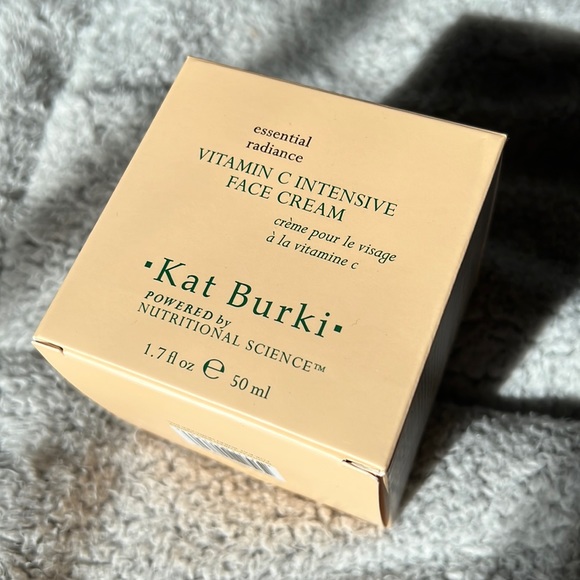 essential
radiance
VITAMIN C INTENSIVE
FACE CREAM
crème pour le visage
à la vitamine c
·Kat Burki·
POWERED by
NUTRITIONAL SCIENCE™
1.7 fl oz ℮ 50 ml